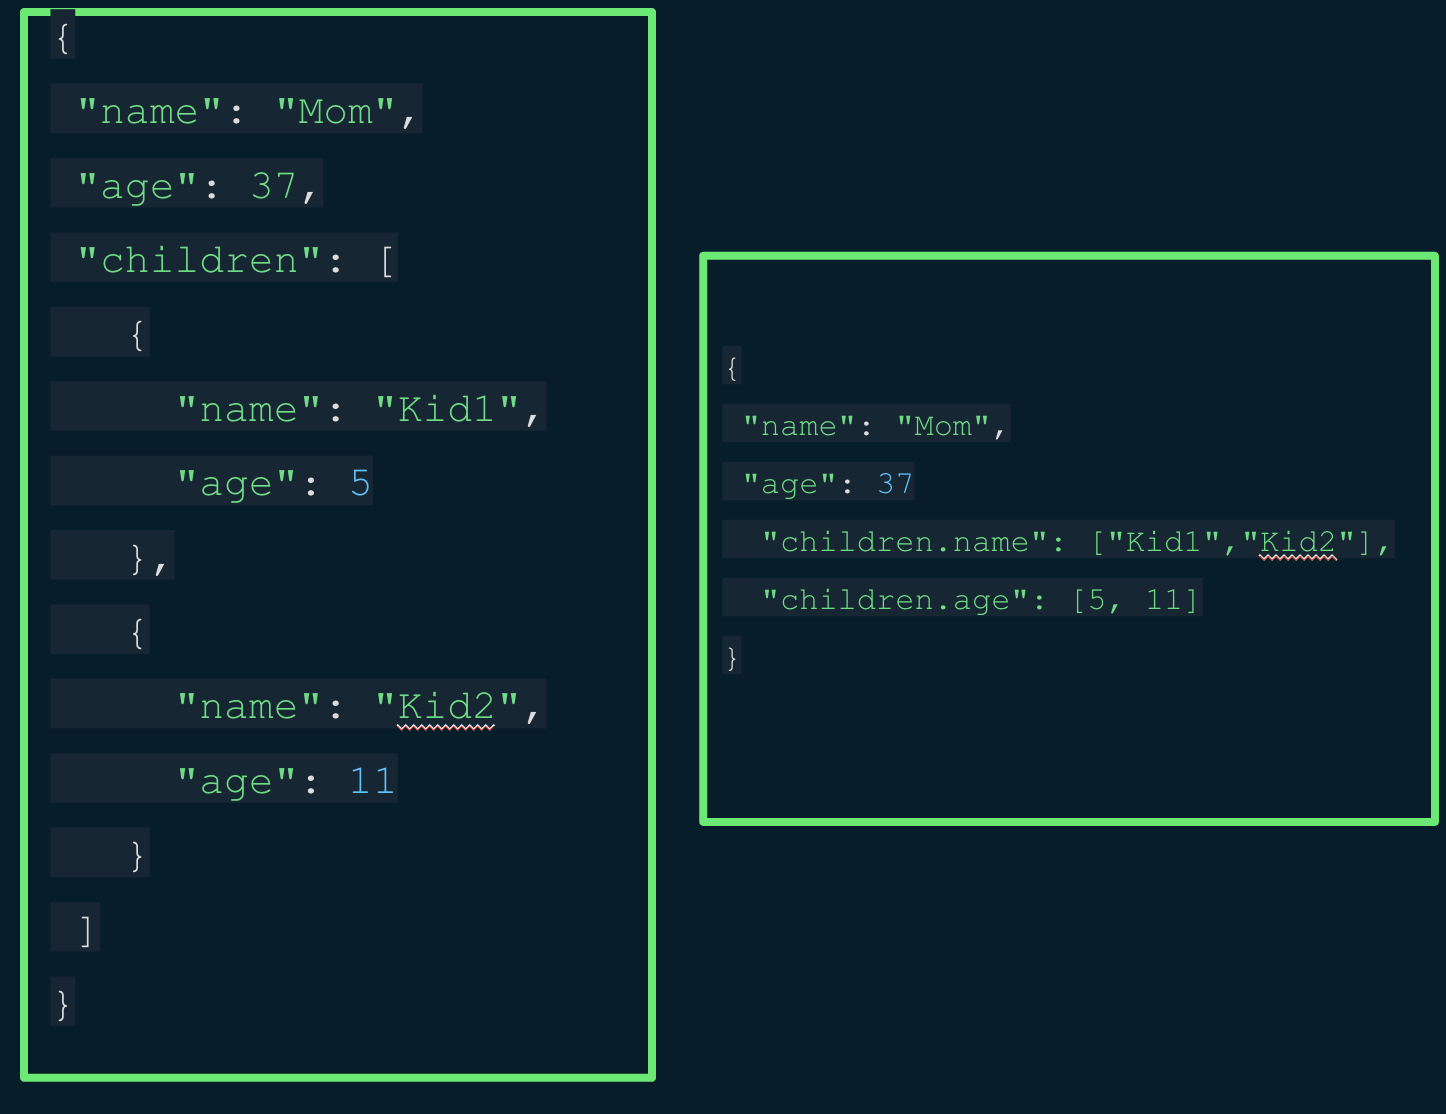 {
"name": "Mom",
"age": 37,
"children": [
{
"name": "Kid1",
"age": 5
},
{
"name": "Kid2",
"age": 11
}
]
}
{
"name": "Mom",
"age": 37
"children.name": ["Kid1","Kid2"],
"children.age": [5, 11]
}